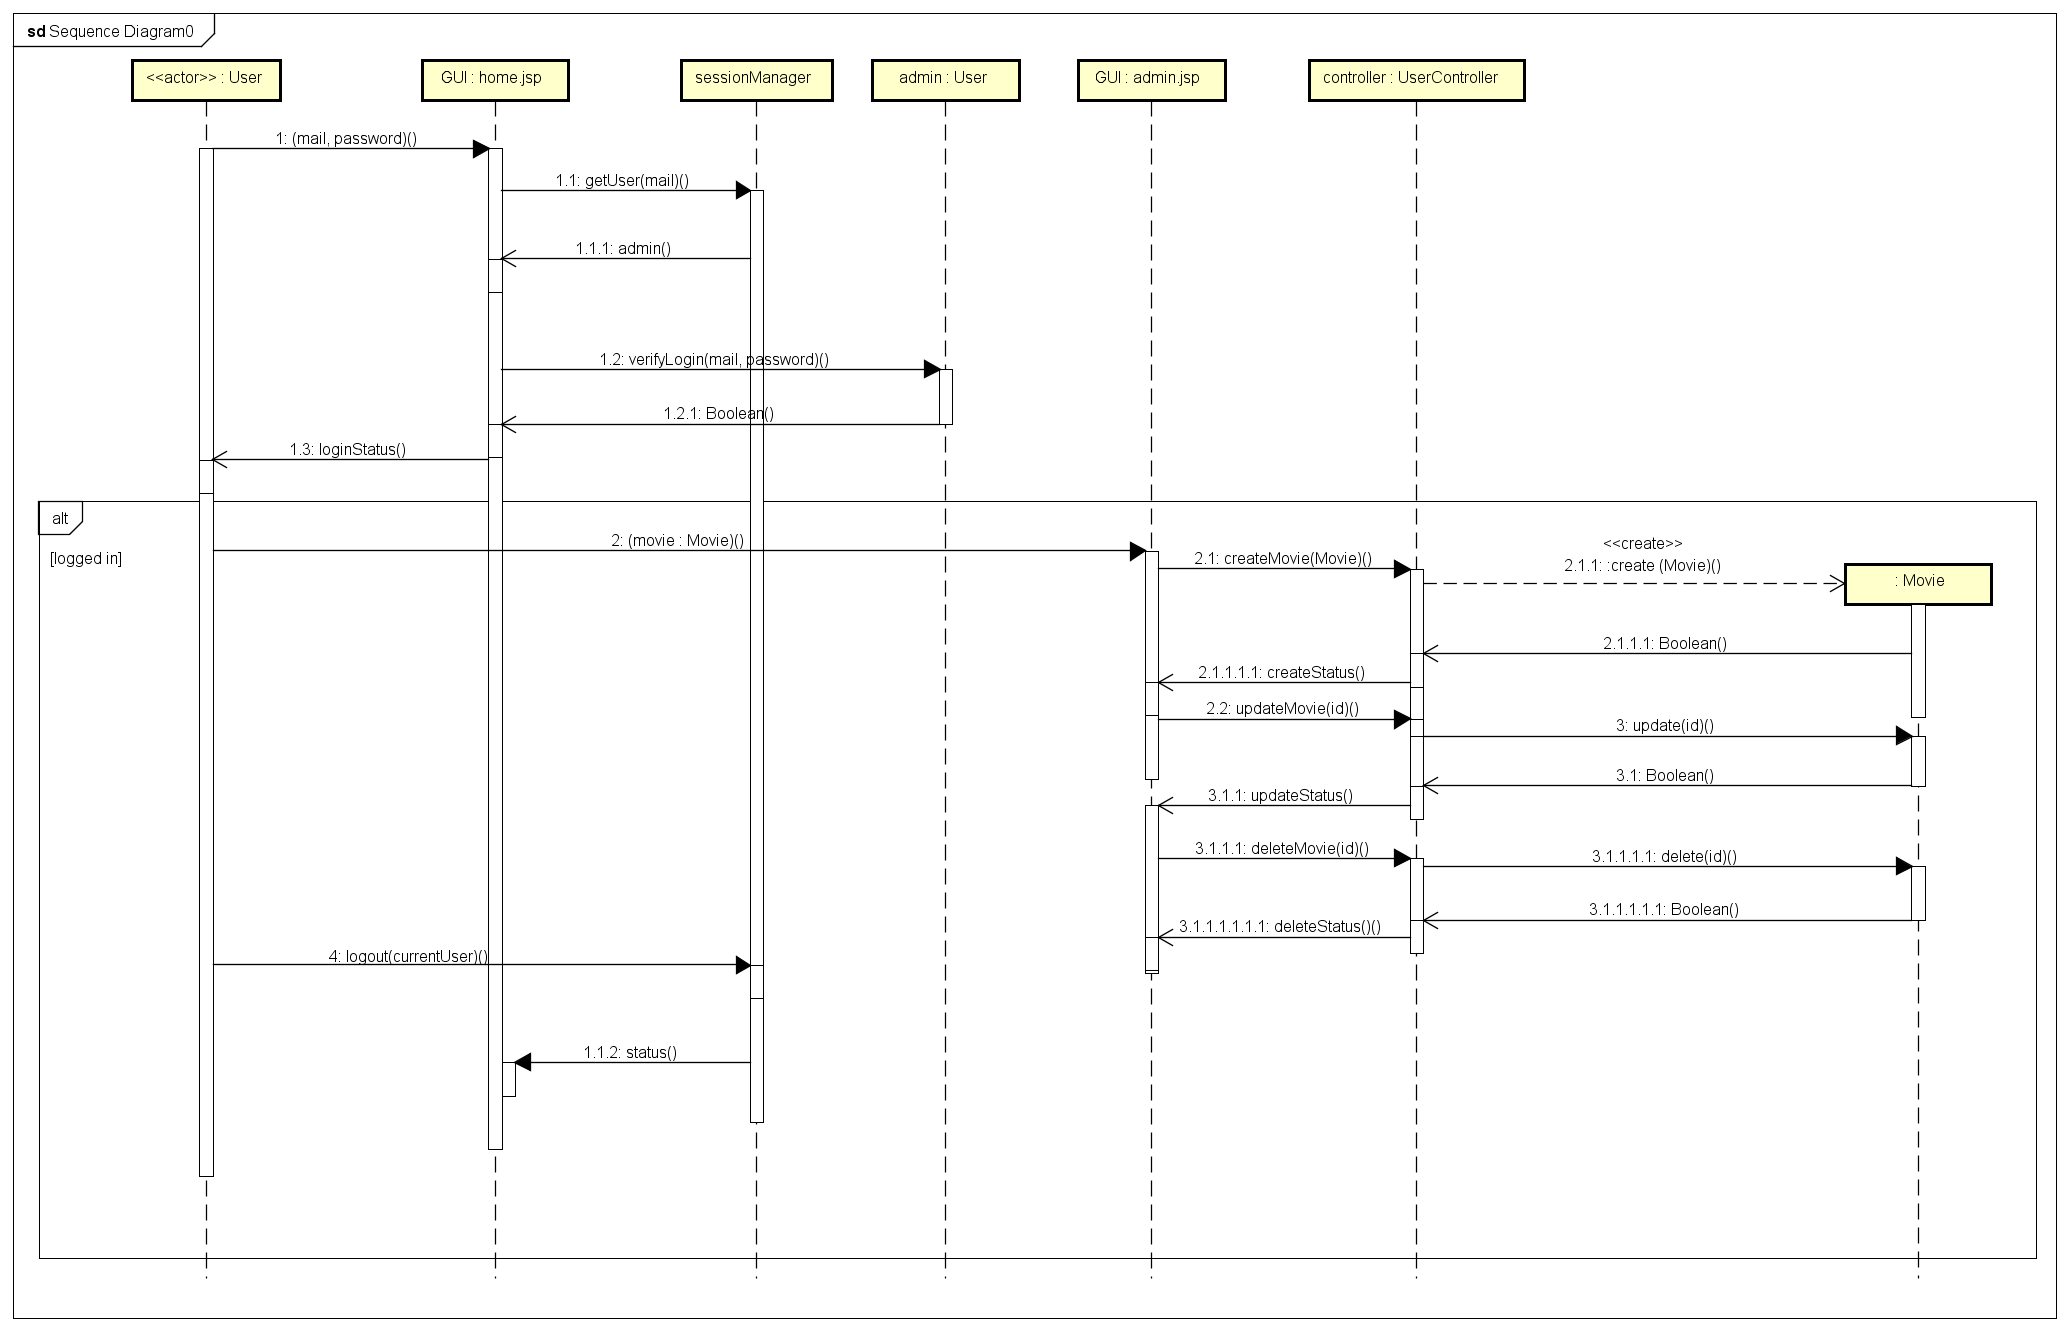 sd Sequence Diagram0
<<actor>> : User
GUI : home.jsp
sessionManager
admin : User
GUI : admin.jsp
controller : UserController
1: (mail, password)()
1.1: getUser(mail)()
1.1.1: admin()
1.2: verifyLogin(mail, password)()
1.2.1: Boolean()
1.3: loginStatus()
alt
[logged in]
2: (movie : Movie)()
2.1: createMovie(Movie)()
<<create>>
2.1.1: :create (Movie)()
: Movie
2.1.1.1: Boolean()
2.1.1.1.1: createStatus()
2.2: updateMovie(id)()
3: update(id)()
3.1: Boolean()
3.1.1: updateStatus()
3.1.1.1: deleteMovie(id)()
3.1.1.1.1: delete(id)()
3.1.1.1.1.1: Boolean()
3.1.1.1.1.1.1: deleteStatus()()
4: logout(currentUser)()
1.1.2: status()